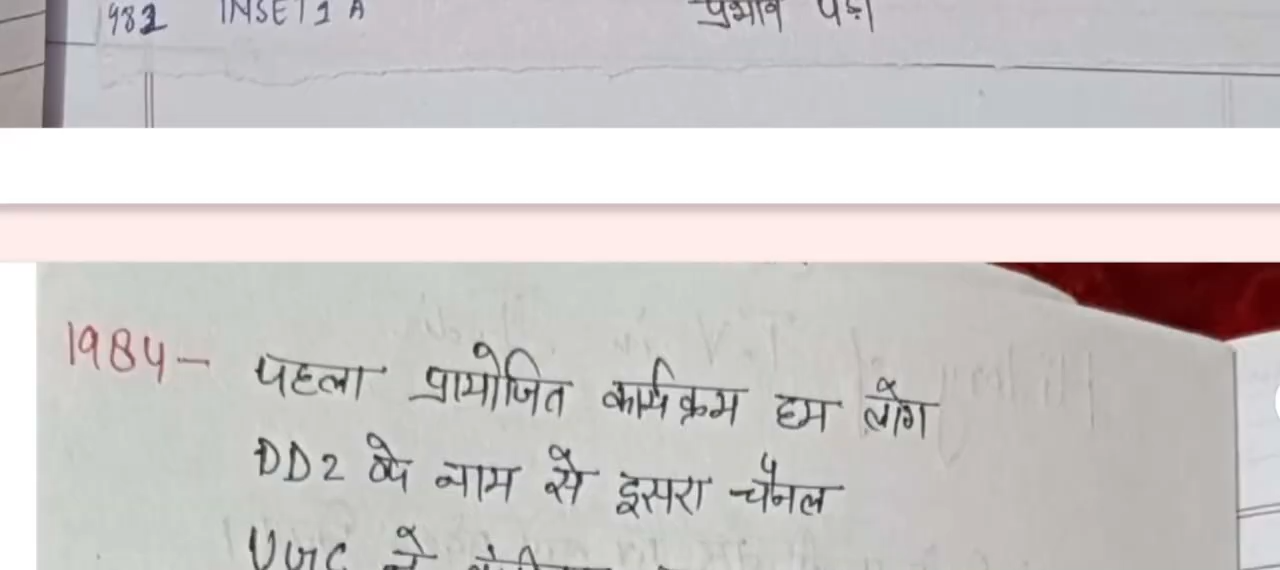 1982 INSET 1 A प्रभाव पड़ा
1984 - पहला प्रायोजित कार्यक्रम हम लोग
DD2 के नाम से दूसरा चैनल
UGC ने